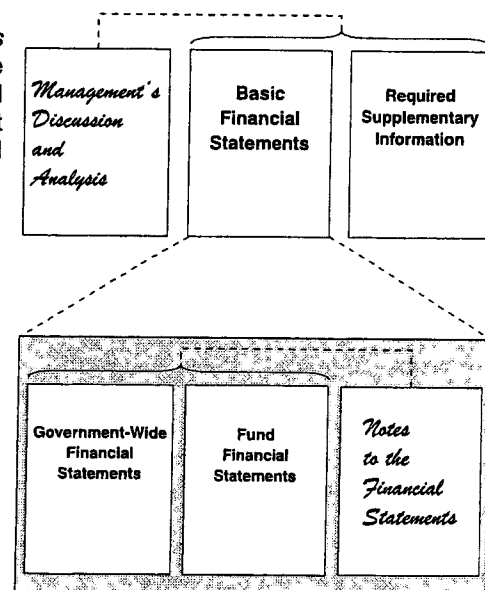 Management's
Discussion
and
Analysis
Basic
Financial
Statements
Required
Supplementary
Information
Government-Wide
Financial
Statements
Fund
Financial
Statements
Notes
to the
Financial
Statements